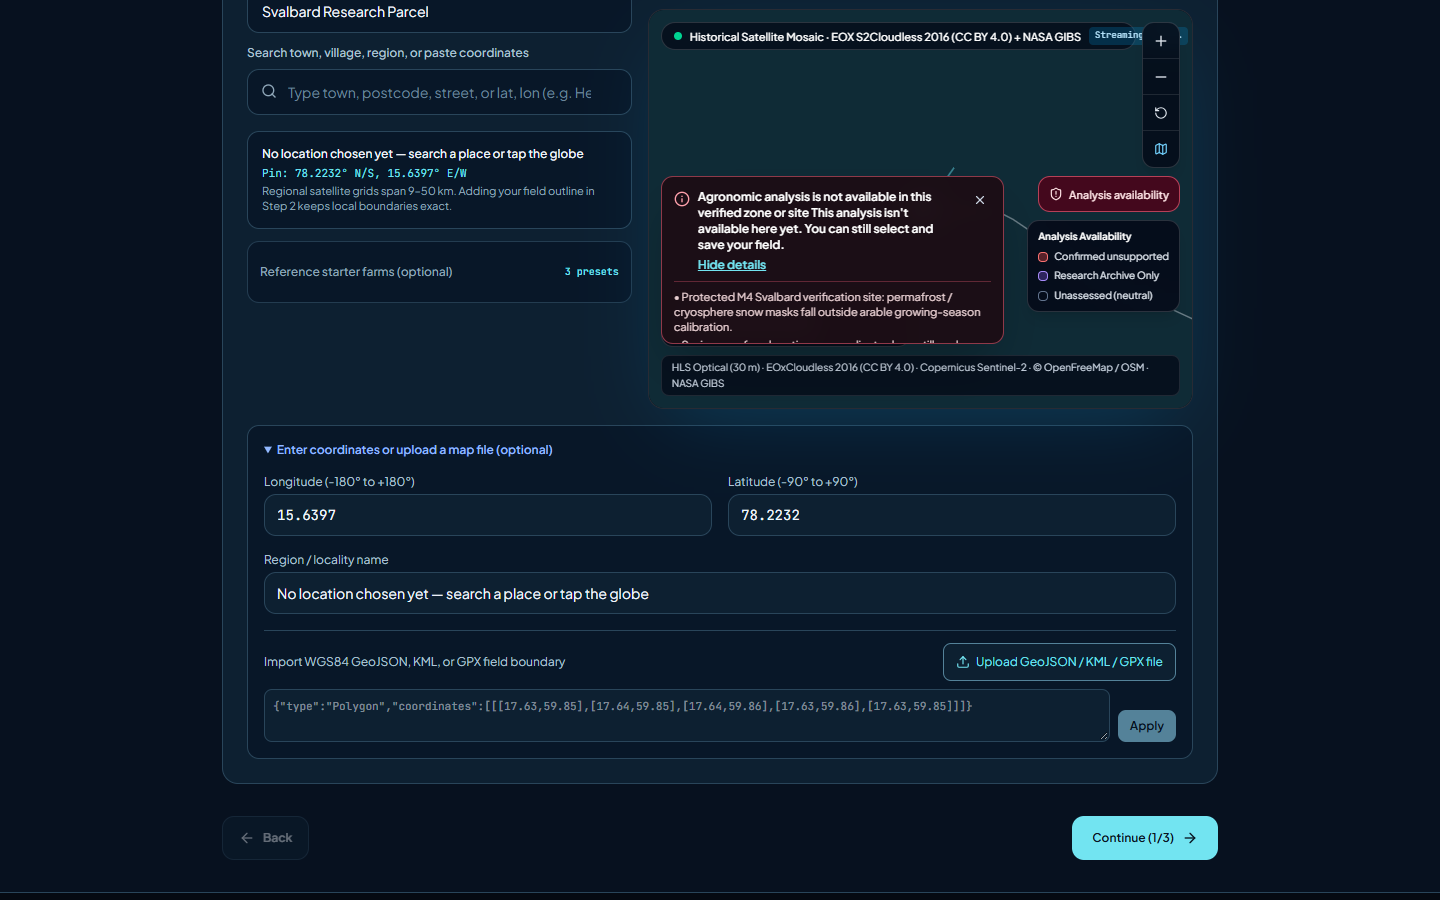 Svalbard Research Parcel
Search town, village, region, or paste coordinates
Type town, postcode, street, or lat, lon (e.g. He
No location chosen yet — search a place or tap the globe
Pin: 78.2232° N/S, 15.6397° E/W
Regional satellite grids span 9–50 km. Adding your field outline in
Step 2 keeps local boundaries exact.
Reference starter farms (optional)
3 presets
Historical Satellite Mosaic · EOX S2Cloudless 2016 (CC BY 4.0) + NASA GIBS
Streaming
Agronomic analysis is not available in this
verified zone or site This analysis isn't
available here yet. You can still select and
save your field.
Hide details
• Protected M4 Svalbard verification site: permafrost /
cryosphere snow masks fall outside arable growing-season
calibration.
Analysis availability
Analysis Availability
Confirmed unsupported
Research Archive Only
Unassessed (neutral)
HLS Optical (30 m) · EOxCloudless 2016 (CC BY 4.0) · Copernicus Sentinel-2 · © OpenFreeMap / OSM ·
NASA GIBS
▼ Enter coordinates or upload a map file (optional)
Longitude (-180° to +180°)
Latitude (-90° to +90°)
15.6397
78.2232
Region / locality name
No location chosen yet — search a place or tap the globe
Import WGS84 GeoJSON, KML, or GPX field boundary
Upload GeoJSON / KML / GPX file
{"type":"Polygon","coordinates":[[[17.63,59.85],[17.64,59.85],[17.64,59.86],[17.63,59.86],[17.63,59.85]]]}
Apply
← Back
Continue (1/3) →